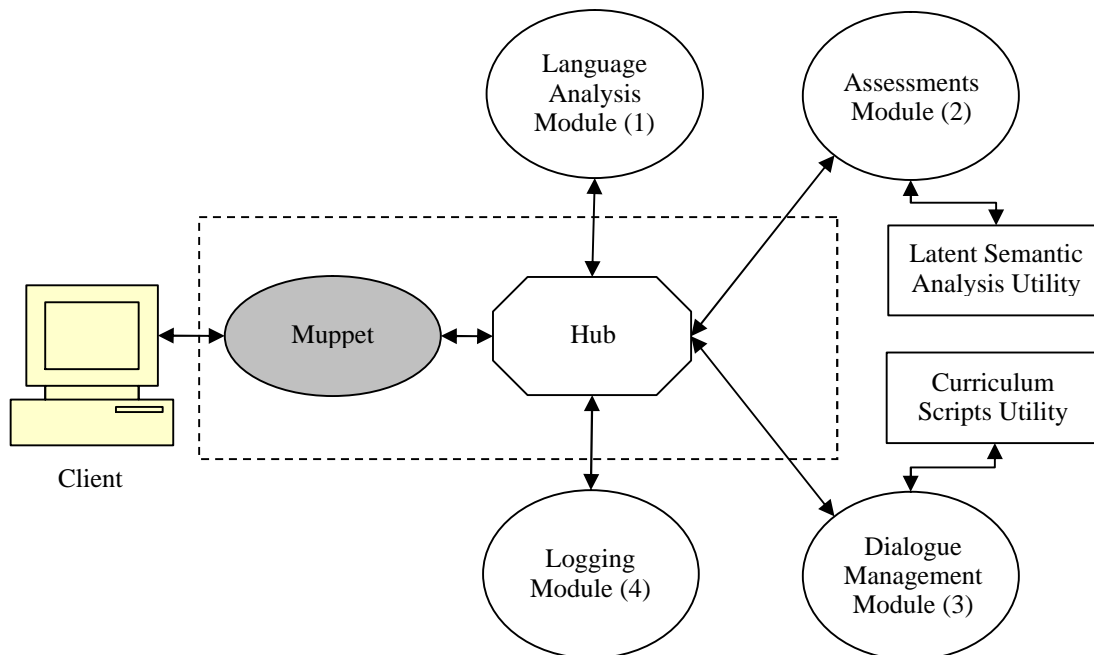 Language
Analysis
Module (1)
Assessments
Module (2)
Latent Semantic
Analysis Utility
Muppet
Hub
Curriculum
Scripts Utility
Client
Logging
Module (4)
Dialogue
Management
Module (3)